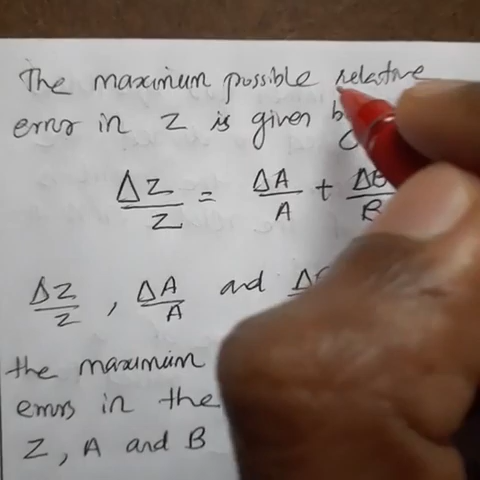 The maximum possible relative
error in Z is given
ΔZ/Z = ΔA/A + ΔB/B
ΔZ/Z , ΔA/A and
the maximum
errors in the
Z, A and B